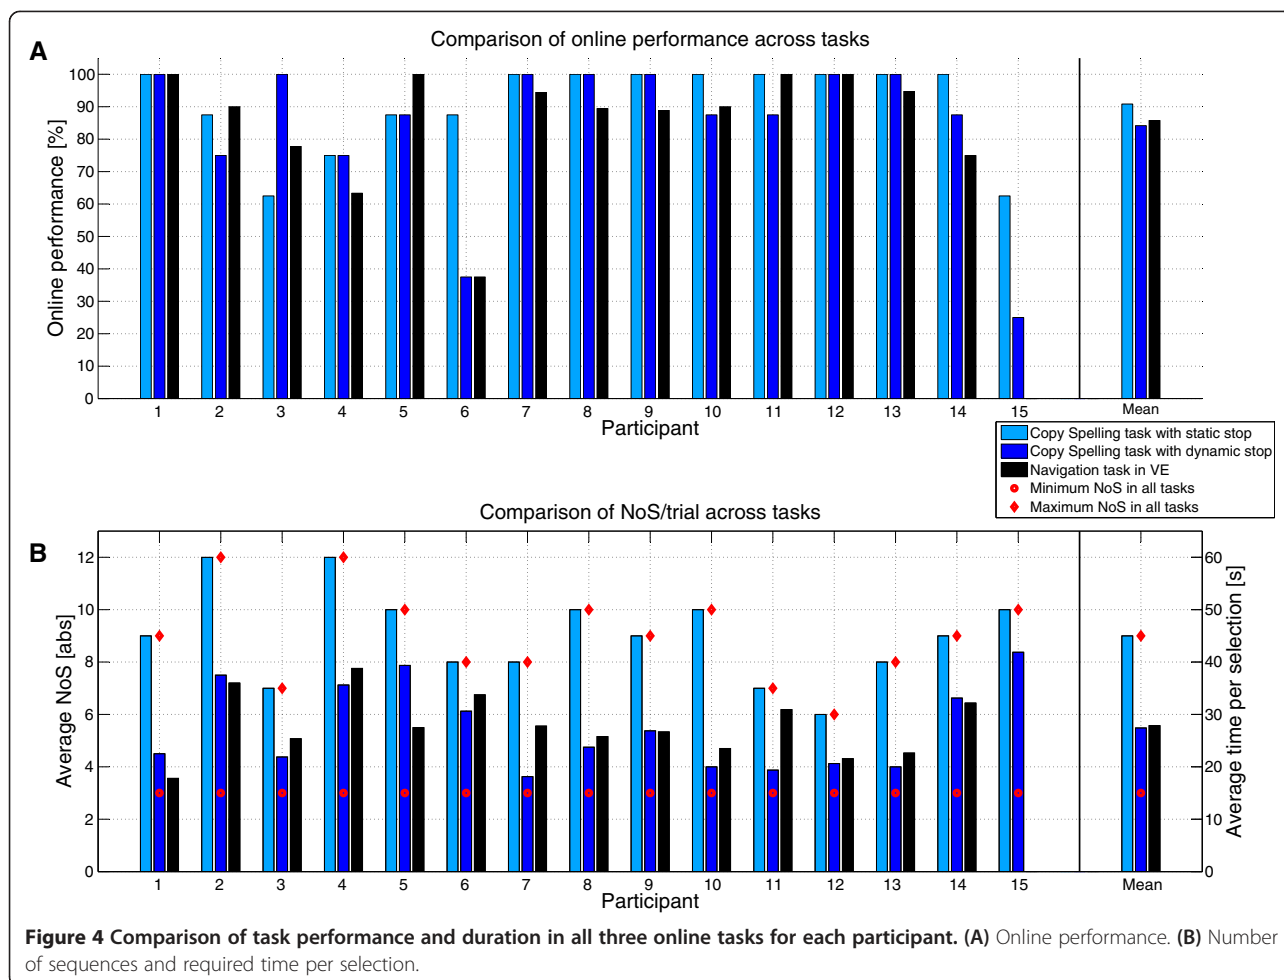 A
Comparison of online performance across tasks
Online performance [%]
100
90
80
70
60
50
40
30
20
10
0
1 2 3 4 5 6 7 8 9 10 11 12 13 14 15 Mean
Participant
Copy Spelling task with static stop
Copy Spelling task with dynamic stop
Navigation task in VE
Minimum NoS in all tasks
Maximum NoS in all tasks
B
Comparison of NoS/trial across tasks
Average NoS [abs]
12
10
8
6
4
2
0
Average time per selection [s]
60
50
40
30
20
10
0
1 2 3 4 5 6 7 8 9 10 11 12 13 14 15 Mean
Participant
Figure 4 Comparison of task performance and duration in all three online tasks for each participant. (A) Online performance. (B) Number
of sequences and required time per selection.